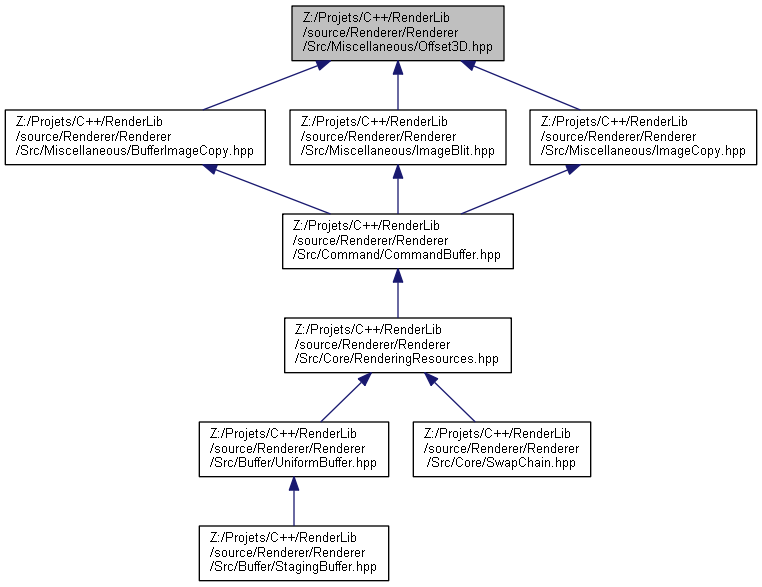 Z:/Projets/C++/RenderLib
/source/Renderer/Renderer
/Src/Miscellaneous/Offset3D.hpp
Z:/Projets/C++/RenderLib
/source/Renderer/Renderer
/Src/Miscellaneous/BufferImageCopy.hpp
Z:/Projets/C++/RenderLib
/source/Renderer/Renderer
/Src/Miscellaneous/ImageBlit.hpp
Z:/Projets/C++/RenderLib
/source/Renderer/Renderer
/Src/Miscellaneous/ImageCopy.hpp
Z:/Projets/C++/RenderLib
/source/Renderer/Renderer
/Src/Command/CommandBuffer.hpp
Z:/Projets/C++/RenderLib
/source/Renderer/Renderer
/Src/Core/RenderingResources.hpp
Z:/Projets/C++/RenderLib
/source/Renderer/Renderer
/Src/Buffer/UniformBuffer.hpp
Z:/Projets/C++/RenderLib
/source/Renderer/Renderer
/Src/Core/SwapChain.hpp
Z:/Projets/C++/RenderLib
/source/Renderer/Renderer
/Src/Buffer/StagingBuffer.hpp